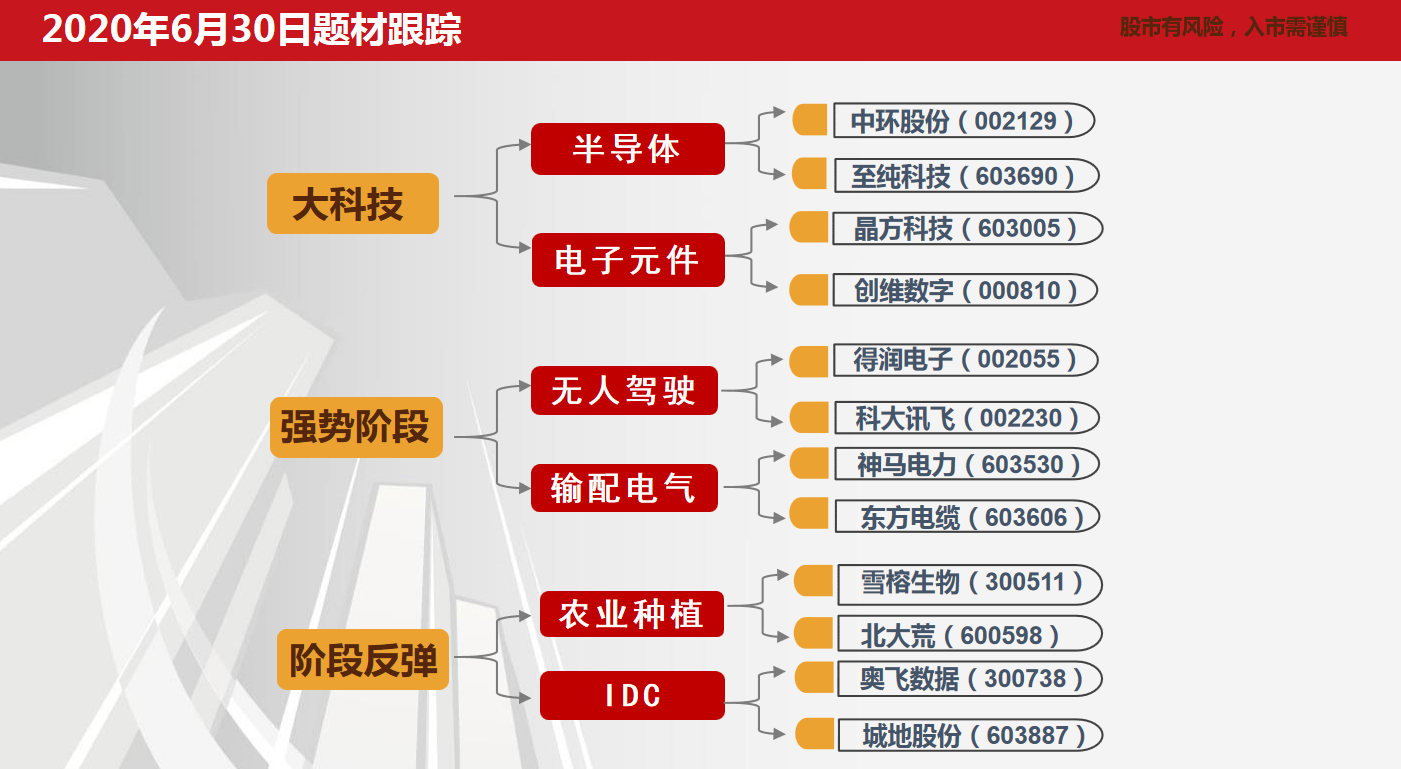 2020年6月30日题材跟踪
股市有风险，入市需谨慎
大科技
半导体
中环股份（002129）
至纯科技（603690）
电子元件
晶方科技（603005）
创维数字（000810）
强势阶段
无人驾驶
得润电子（002055）
科大讯飞（002230）
输配电气
神马电力（603530）
东方电缆（603606）
阶段反弹
农业种植
雪榕生物（300511）
北大荒（600598）
IDC
奥飞数据（300738）
城地股份（603887）